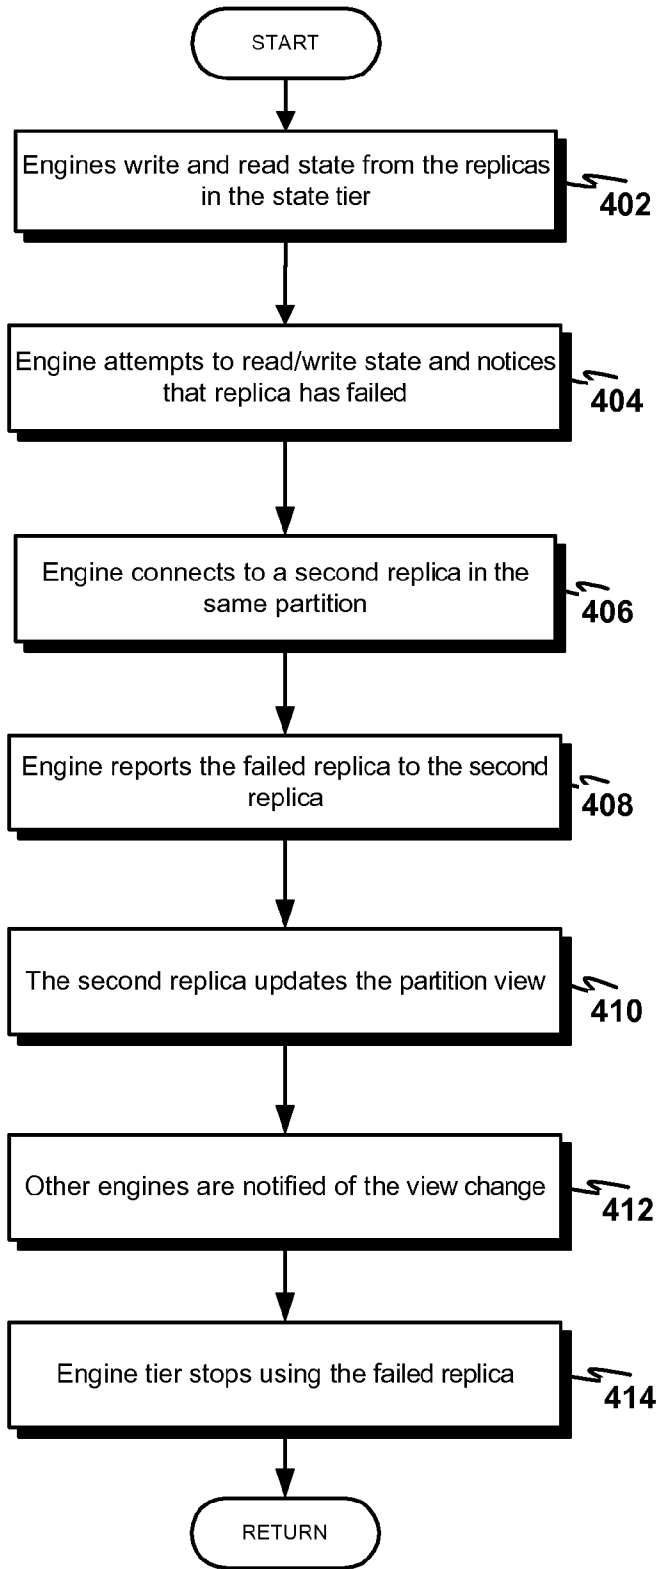 START
Engines write and read state from the replicas
in the state tier
402
Engine attempts to read/write state and notices
that replica has failed
404
Engine connects to a second replica in the
same partition
406
Engine reports the failed replica to the second
replica
408
The second replica updates the partition view
410
Other engines are notified of the view change
412
Engine tier stops using the failed replica
414
RETURN